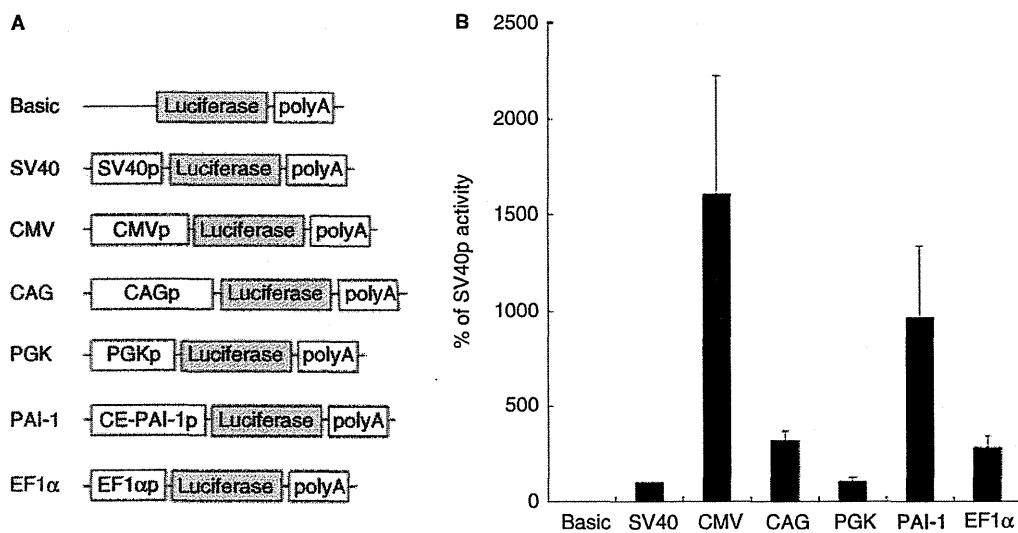 A
Basic
Luciferase
polyA
SV40
SV40p
Luciferase
polyA
CMV
CMVp
Luciferase
polyA
CAG
CAGp
Luciferase
polyA
PGK
PGKp
Luciferase
polyA
PAI-1
CE-PAI-1p
Luciferase
polyA
EF1α
EF1αp
Luciferase
polyA
B
% of SV40p activity
2500
2000
1500
1000
500
0
Basic SV40 CMV CAG PGK PAI-1 EF1α